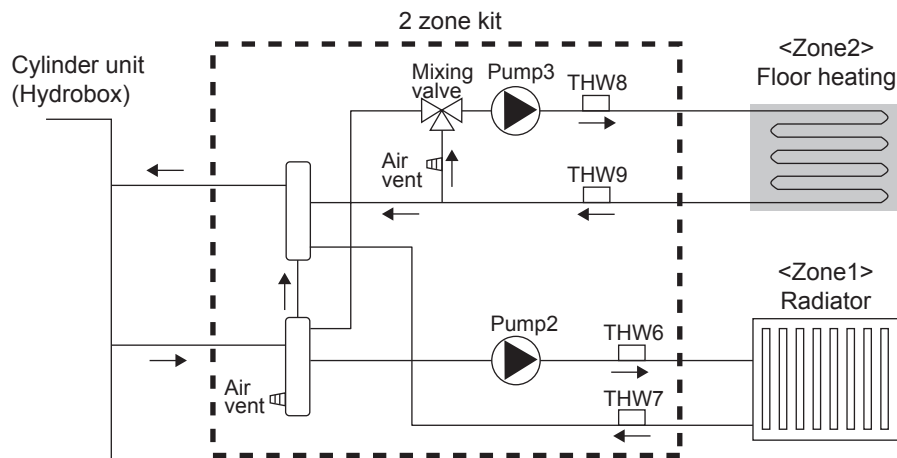 2 zone kit
Cylinder unit
(Hydrobox)
Mixing
valve
Pump3
THW8
<Zone2>
Floor heating
Air
vent
THW9
<Zone1>
Radiator
Pump2
THW6
Air
vent
THW7